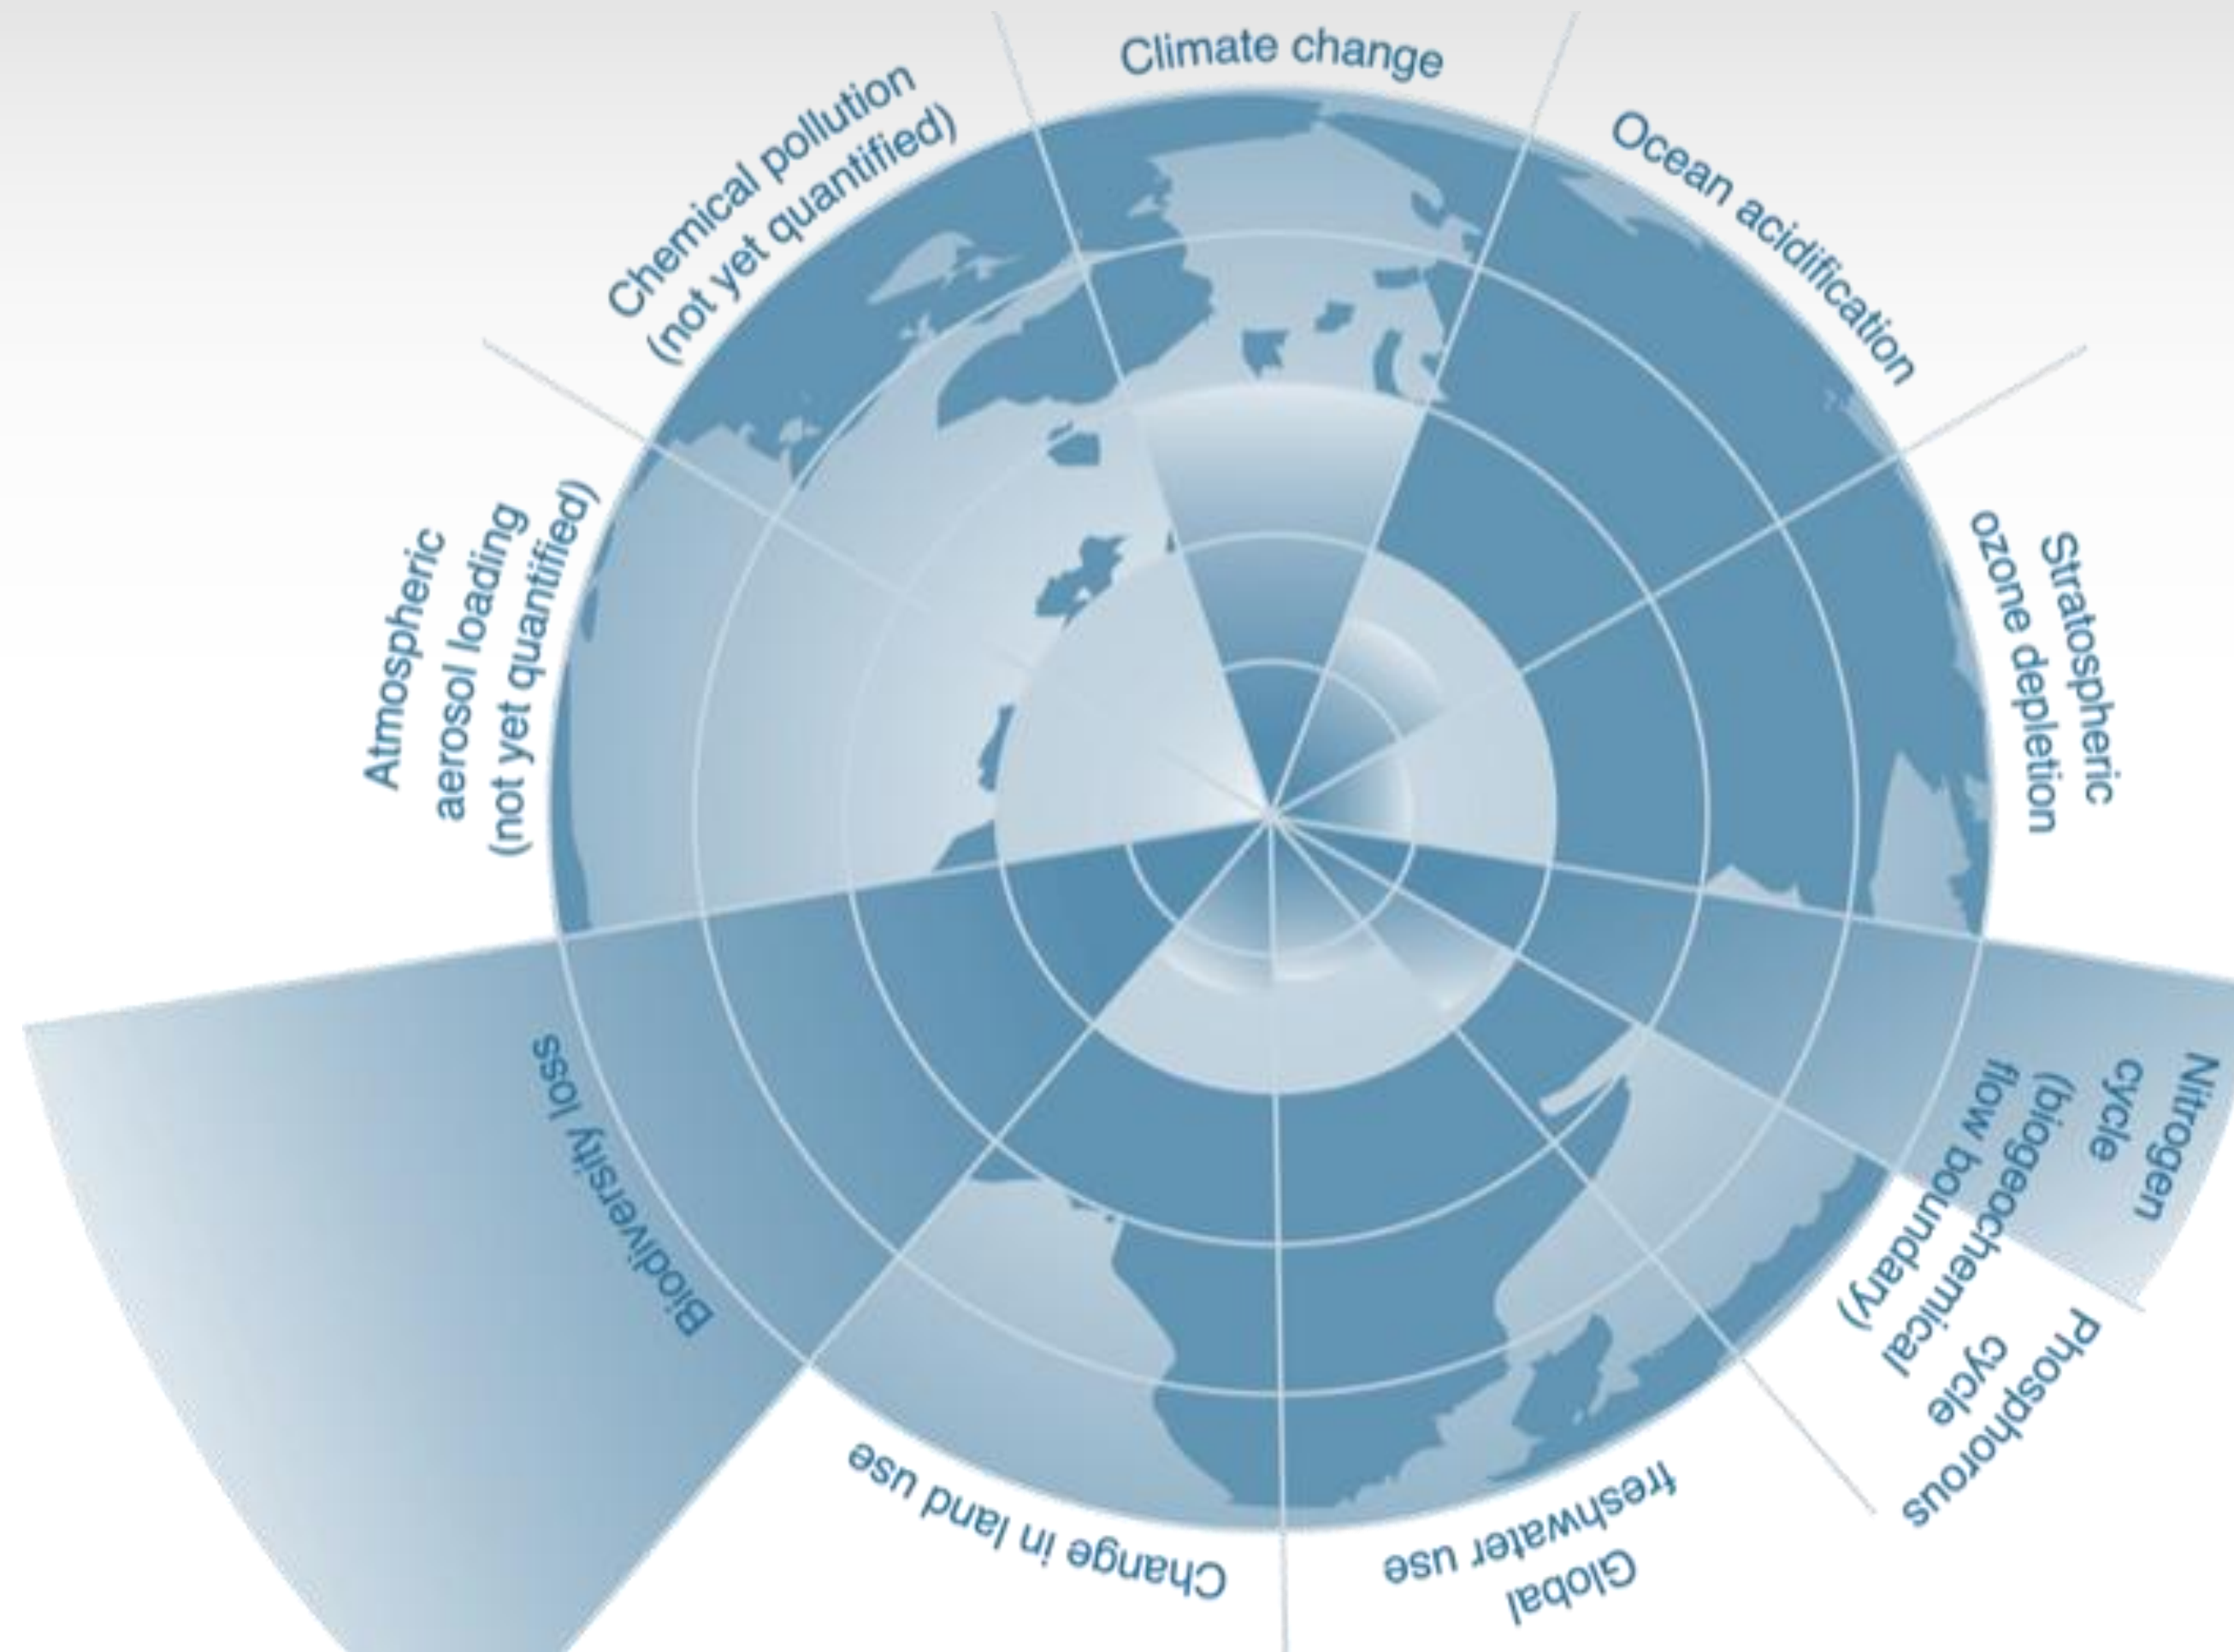 Climate change
Ocean acidification
Stratospheric
ozone depletion
Nitrogen
cycle
(biogeochemical
flow boundary)
Phosphorous
cycle
Global
freshwater use
Change in land use
Biodiversity loss
Atmospheric
aerosol loading
(not yet quantified)
Chemical pollution
(not yet quantified)